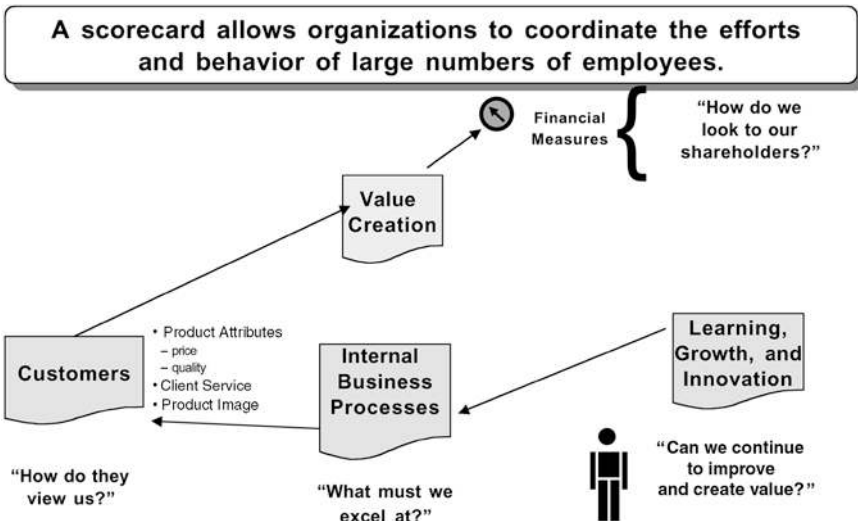 A scorecard allows organizations to coordinate the efforts
and behavior of large numbers of employees.
Financial
Measures
“How do we
look to our
shareholders?”
Value
Creation
Customers
• Product Attributes
– price
– quality
• Client Service
• Product Image
Internal
Business
Processes
Learning,
Growth, and
Innovation
“How do they
view us?”
“What must we
excel at?”
“Can we continue
to improve
and create value?”